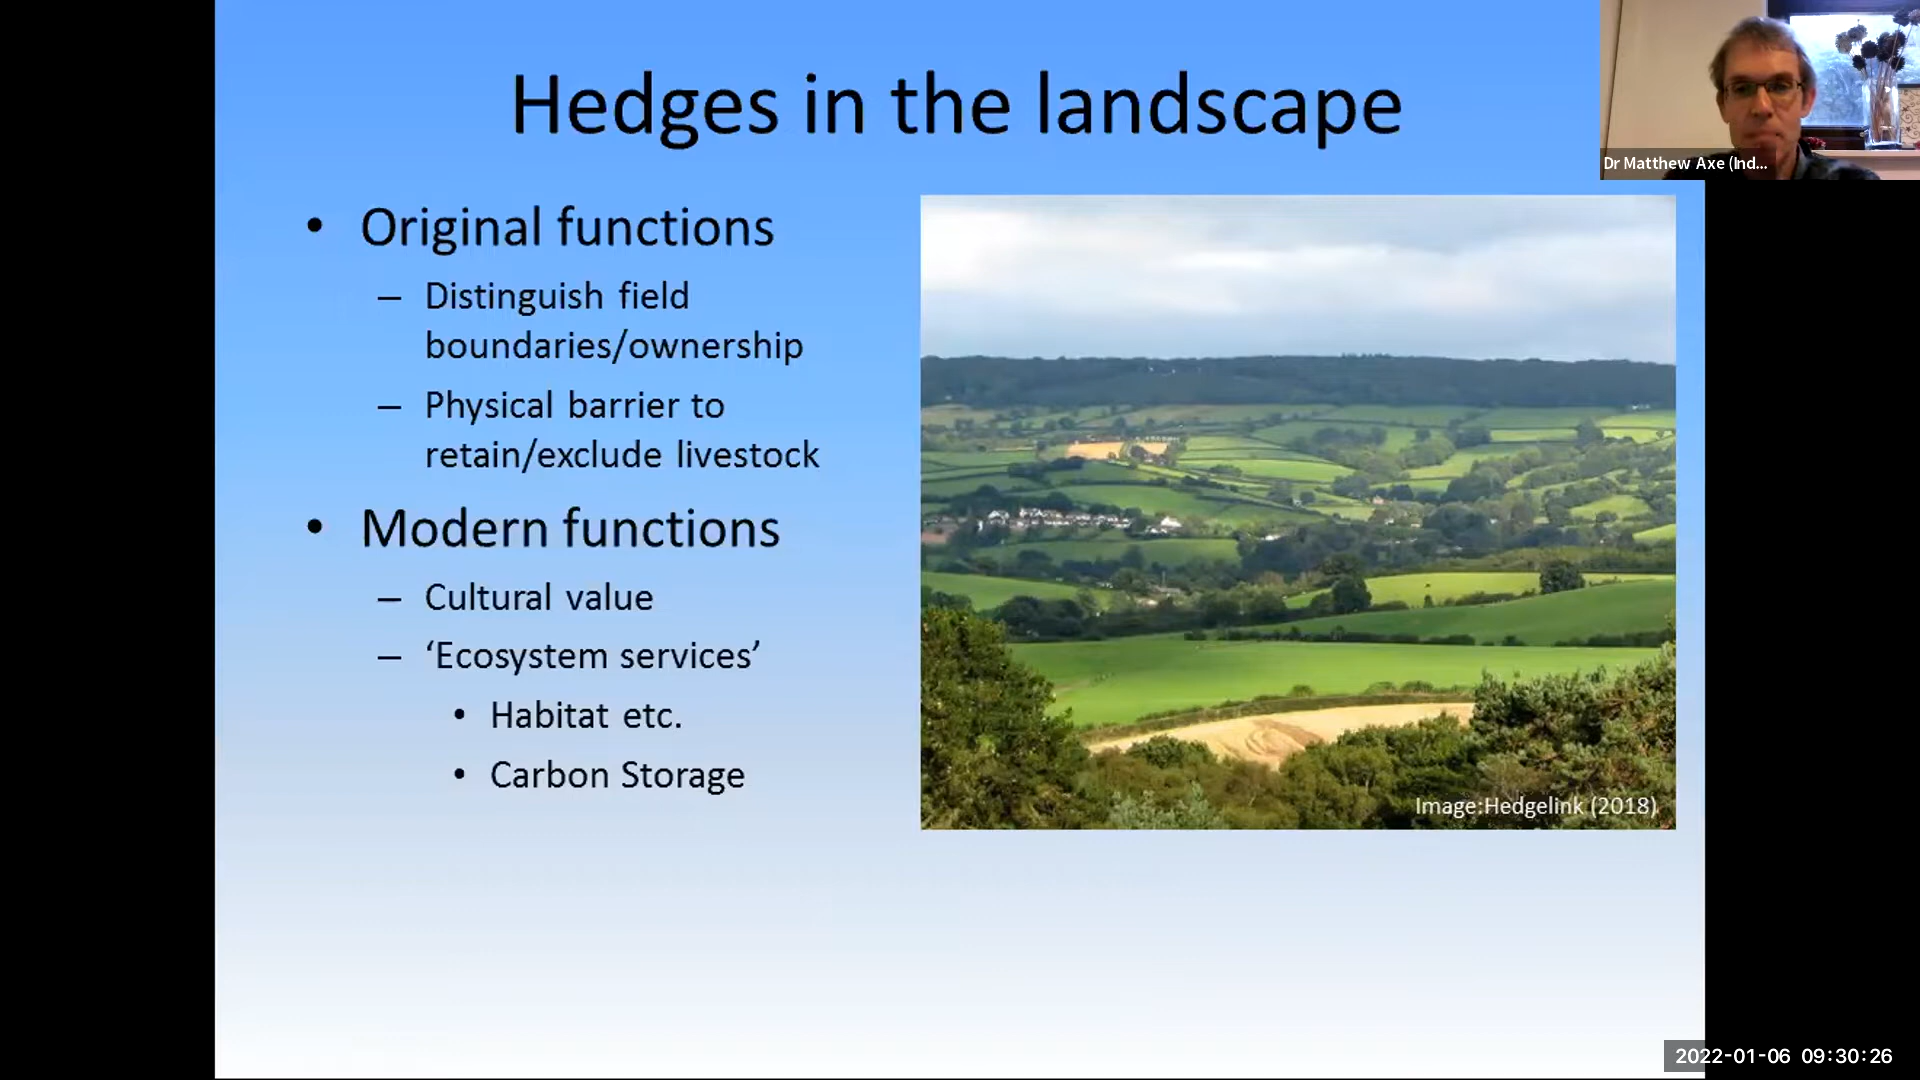 Hedges in the landscape
Dr Matthew Axe (Ind...
• Original functions
– Distinguish field
boundaries/ownership
– Physical barrier to
retain/exclude livestock
• Modern functions
– Cultural value
– ‘Ecosystem services’
• Habitat etc.
• Carbon Storage
Image:Hedgelink (2018)
2022-01-06 09:30:26